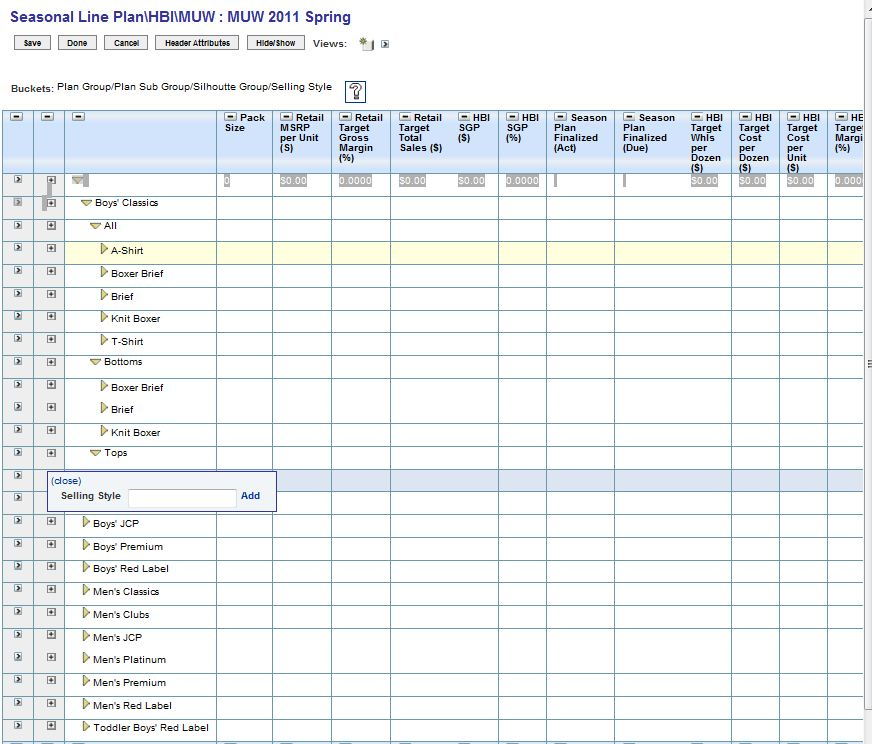 Seasonal Line Plan\HBI\MUW : MUW 2011 Spring
Save Done Cancel Header Attributes Hide/Show Views:
Buckets: Plan Group/Plan Sub Group/Silhoutte Group/Selling Style ?
Pack Size
Retail MSRP per Unit (S)
Retail Target Gross Margin (%)
Retail Target Total Sales ($)
HBI SGP ($)
HBI SGP (%)
Season Plan Finalized (Act)
Season Plan Finalized (Due)
HBI Target Whls per Dozen ($)
HBI Target Cost per Dozen ($)
HBI Target Cost per Unit ($)
HB Target Margi (%)
0 $0.00 0.0000 $0.00 $0.00 0.0000 $0.00 $0.00 $0.00 0.000
Boys' Classics
All
A-Shirt
Boxer Brief
Brief
Knit Boxer
T-Shirt
Bottoms
Boxer Brief
Brief
Knit Boxer
Tops
(close)
Selling Style Add
Boys' JCP
Boys' Premium
Boys' Red Label
Men's Classics
Men's Clubs
Men's JCP
Men's Platinum
Men's Premium
Men's Red Label
Toddler Boys' Red Label